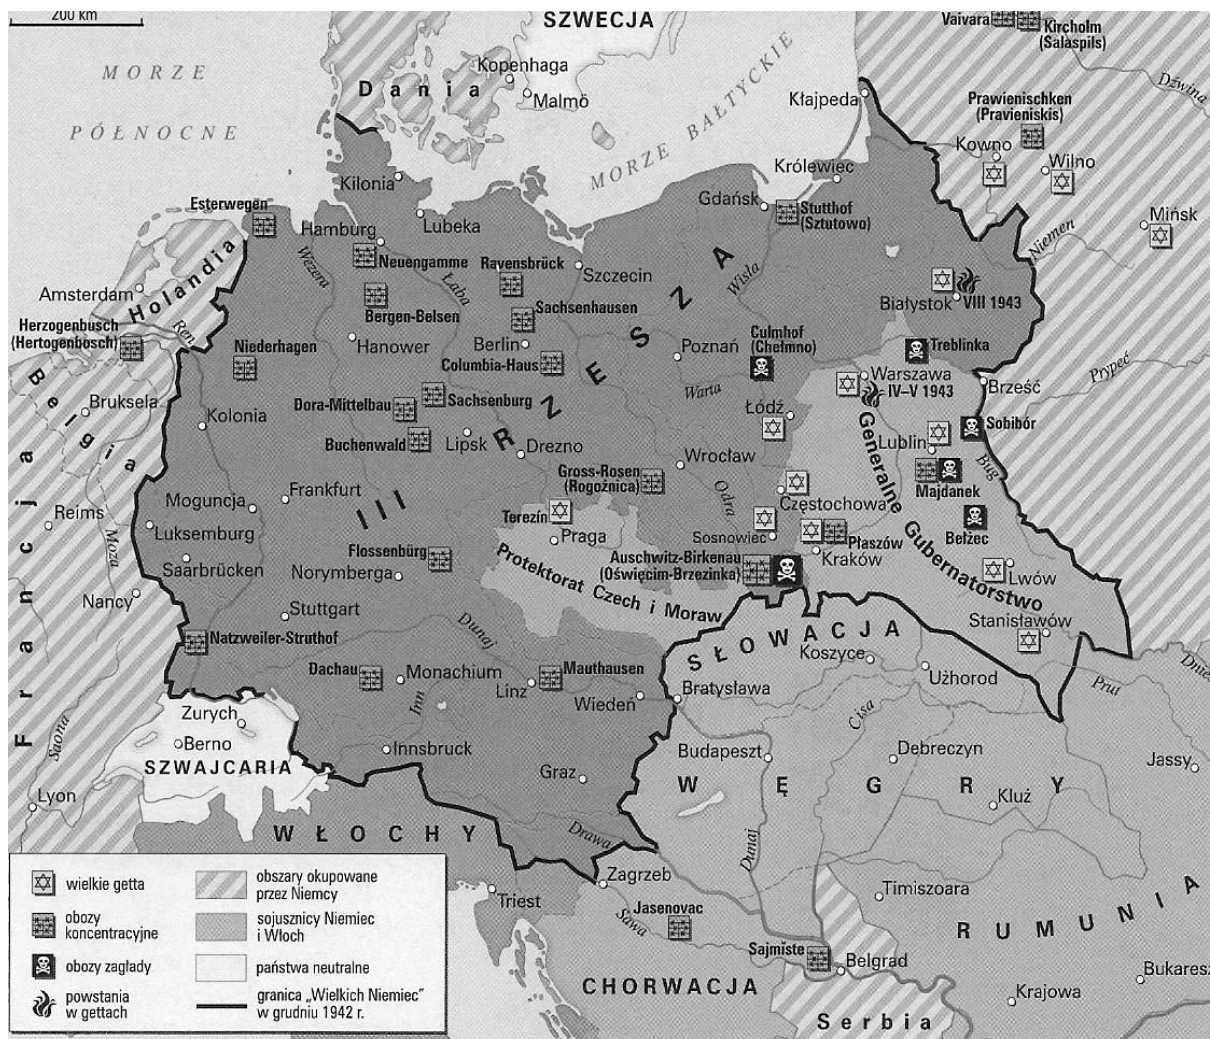 200 km
SZWECJA
Vaivara
Kircholm
(Salaspils)
MORZE
PÓŁNOCNE
Dania
Kopenhaga
Malmö
MORZE BAŁTYCKIE
Kłajpeda
Dźwina
Prawienischken
(Pravieniskis)
Kowno
Wilno
Kilonia
Królewiec
Gdańsk
Stutthof
(Sztutowo)
Mińsk
Niemen
Esterwegen
Hamburg
Lubeka
Neuengamme
Ravensbrück
Szczecin
Wisła
Holandia
Wezera
Łaba
Amsterdam
Bergen-Belsen
Sachsenhausen
Białystok
VIII 1943
Ren
Herzogenbusch
(Hertogenbosch)
Niederhagen
Hanower
Berlin
Columbia-Haus
Poznań
Culmhof
(Chełmno)
Treblinka
Warszawa
IV–V 1943
Brześć
Prypeć
Belgia
Bruksela
Kolonia
Dora-Mittelbau
Sachsenburg
Warta
Łódź
Lublin
Sobibór
Buchenwald
Lipsk
Drezno
Wrocław
III RZESZA
Gross-Rosen
(Rogoźnica)
Odra
Bug
Majdanek
Francja
Reims
Moguncja
Frankfurt
Terezín
Częstochowa
Generalne Gubernatorstwo
Luksemburg
Moza
Praga
Sosnowiec
Płaszów
Bełżec
Saarbrücken
Flossenbürg
Norymberga
Protektorat Czech i Moraw
Auschwitz-Birkenau
(Oświęcim-Brzezinka)
Kraków
Lwów
Nancy
Stuttgart
Dunaj
Stanisławów
Natzweiler-Struthof
SŁOWACJA
Koszyce
Użhorod
Dachau
Monachium
Mauthausen
Linz
Wiedeń
Bratysława
Prut
Inn
Cisa
Zurych
Berno
SZWAJCARIA
Saona
Innsbruck
Graz
Budapeszt
Debreczyn
Jassy
WĘGRY
Kluż
Lyon
WŁOCHY
Drawa
Dunaj
Zagrzeb
Triest
Timiszoara
Jasenovac
Sawa
RUMUNIA
Sajmište
Belgrad
CHORWACJA
Bukaresz
Krajowa
Serbia
wielkie getta
obozy
koncentracyjne
obozy zagłady
powstania
w gettach
obszary okupowane
przez Niemcy
sojusznicy Niemiec
i Włoch
państwa neutralne
granica „Wielkich Niemiec”
w grudniu 1942 r.